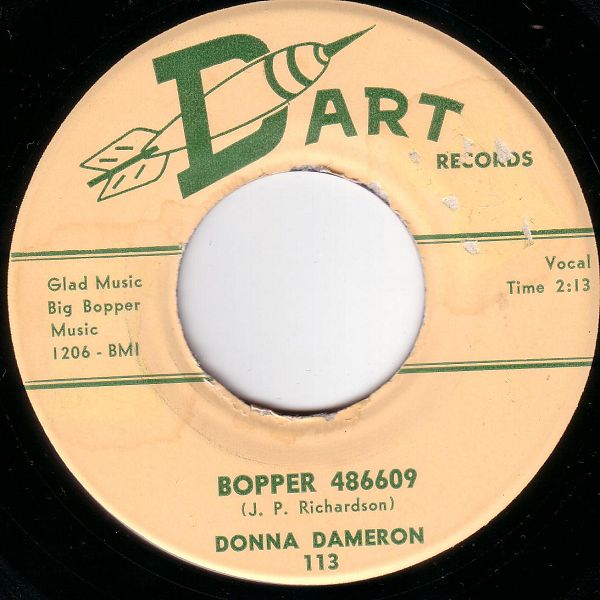 DART
RECORDS
Glad Music
Big Bopper
Music
1206 - BMI
Vocal
Time 2:13
BOPPER 486609
(J. P. Richardson)
DONNA DAMERON
113